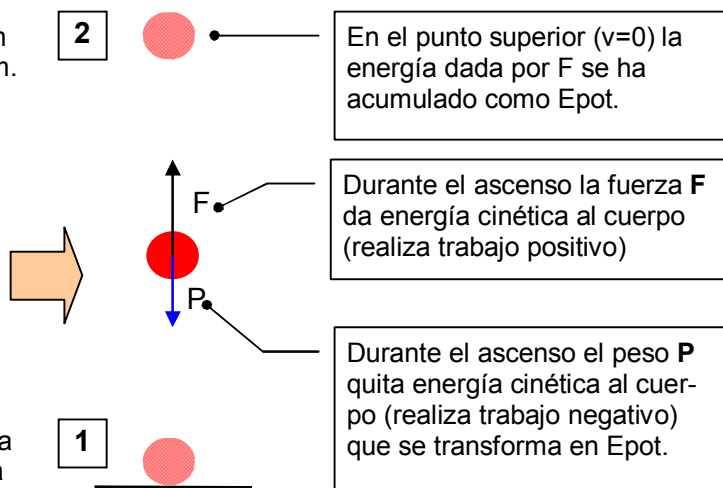 n
2
m.
En el punto superior (v=0) la
energía dada por F se ha
acumulado como Epot.
F
Durante el ascenso la fuerza F
da energía cinética al cuerpo
(realiza trabajo positivo)
P
Durante el ascenso el peso P
quita energía cinética al cuer-
po (realiza trabajo negativo)
que se transforma en Epot.
a
1
a